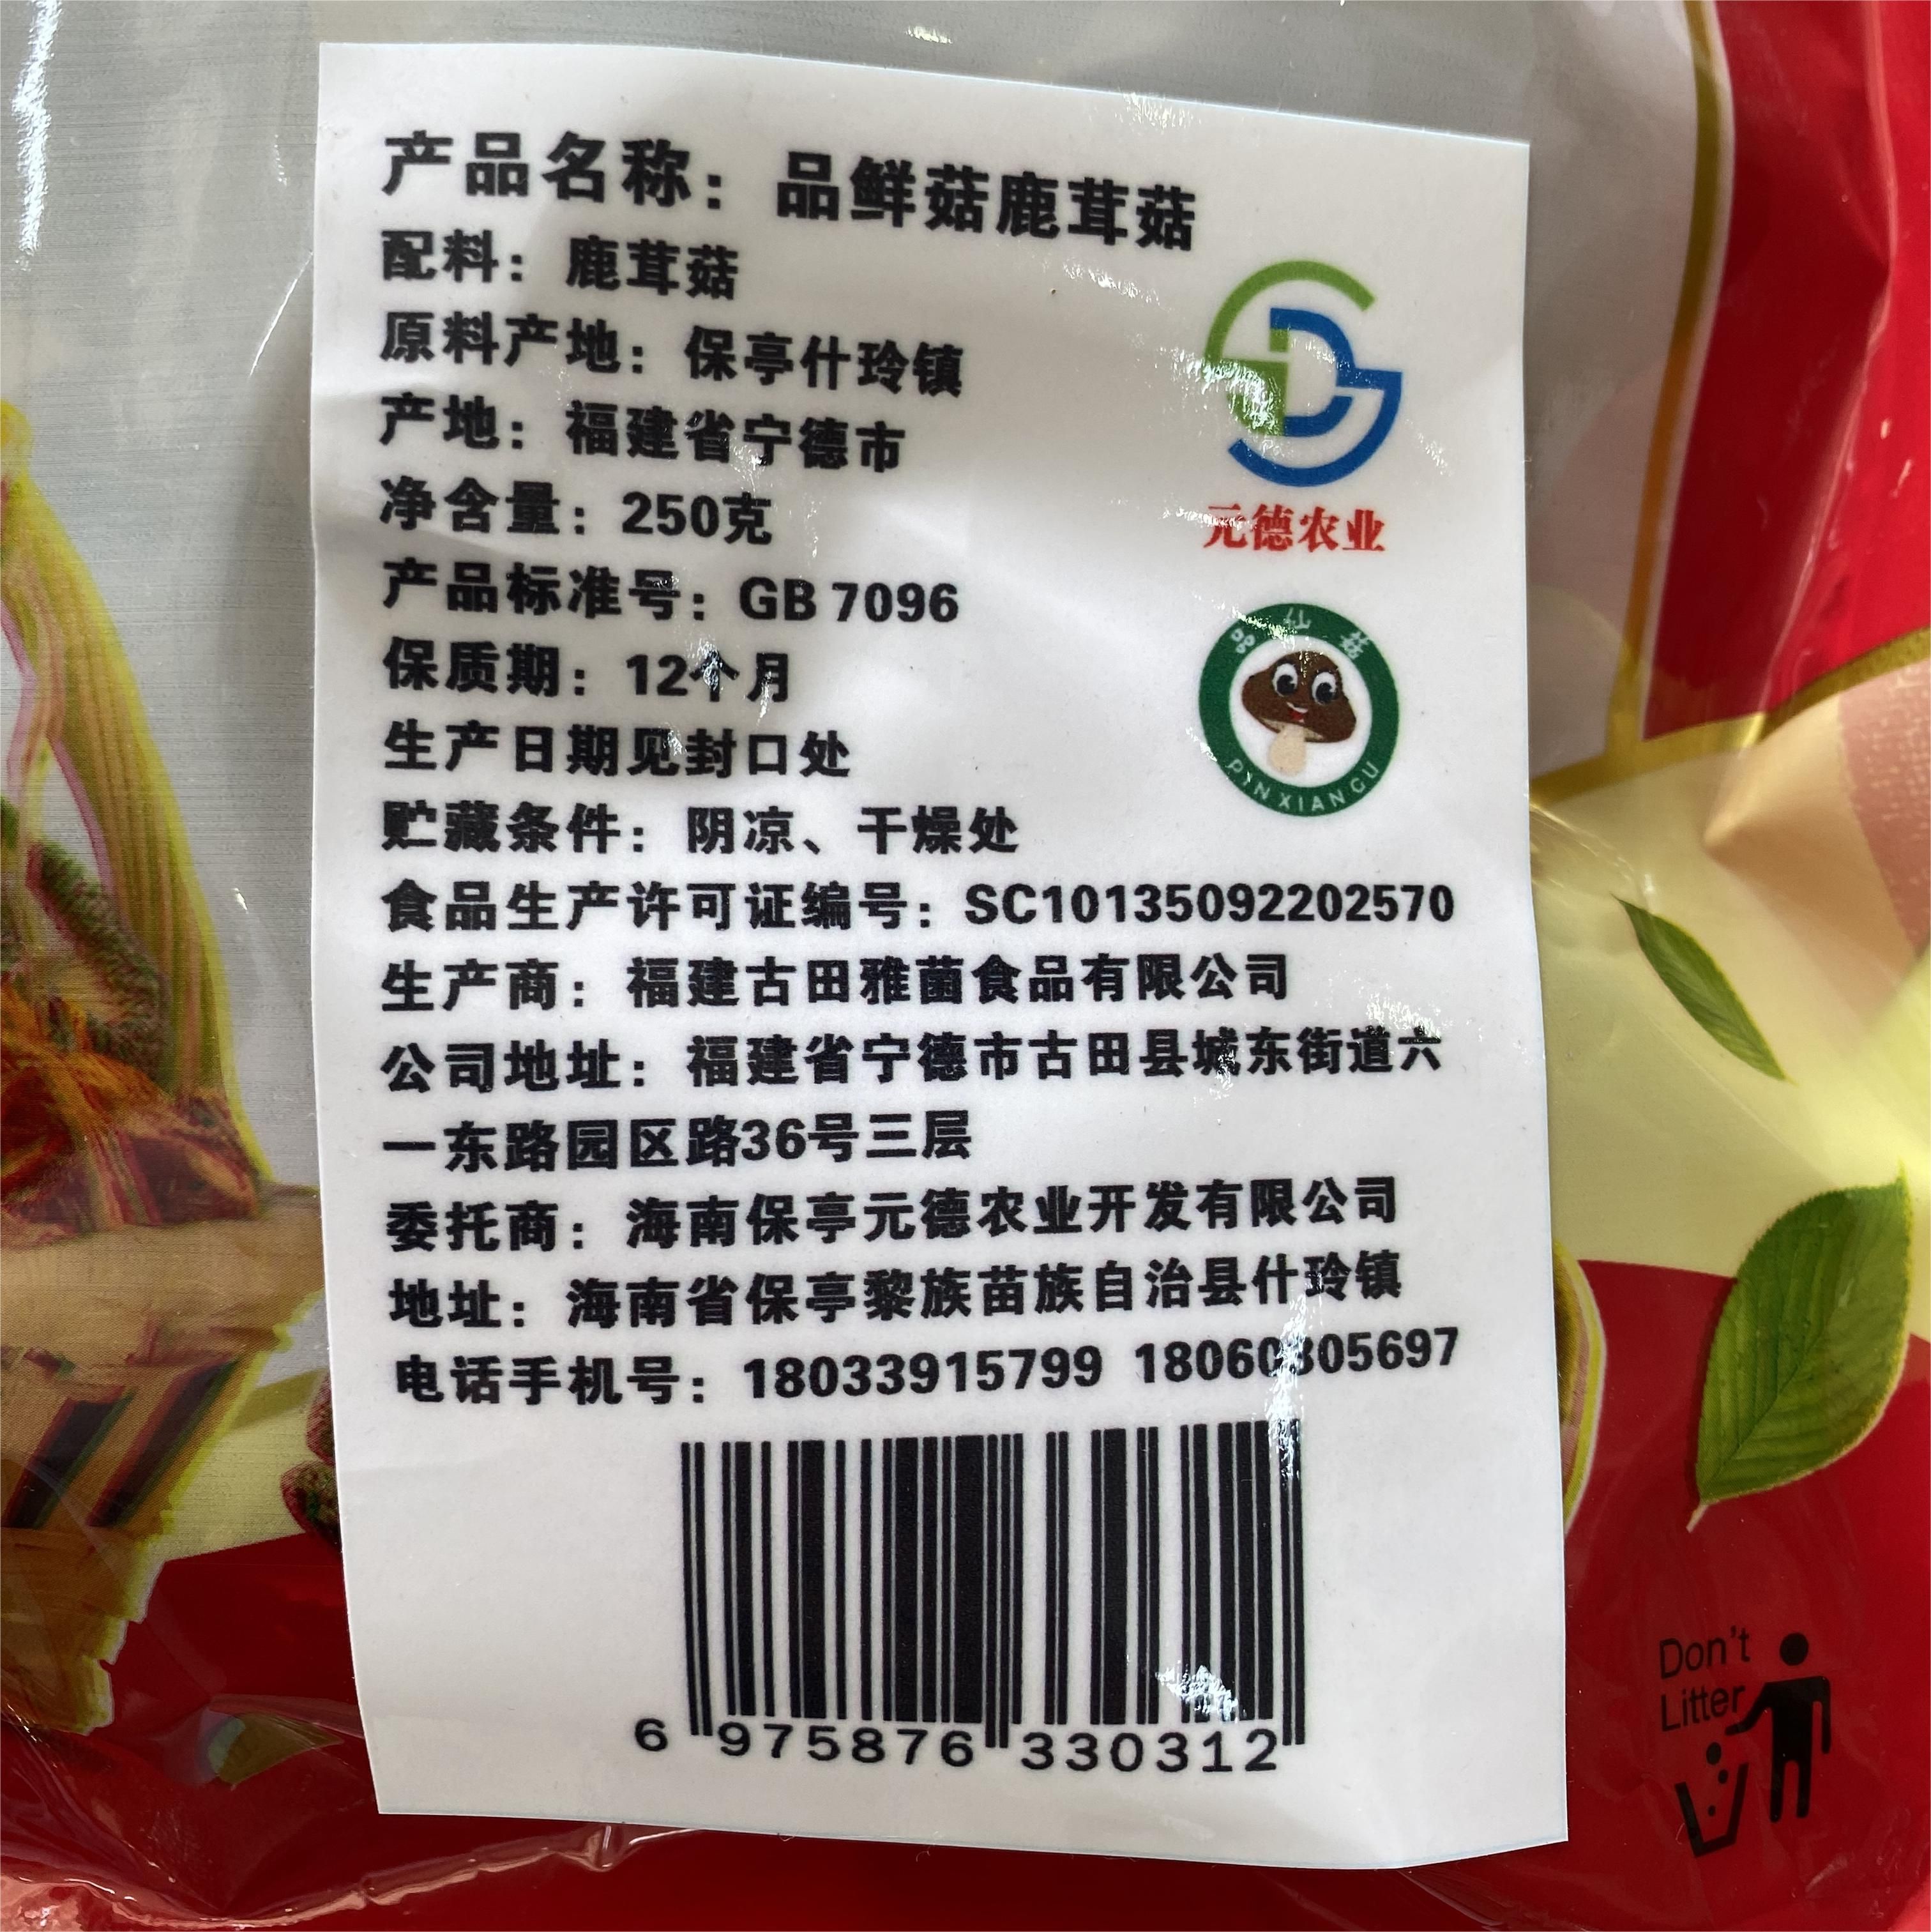 产品名称：品鲜菇鹿茸菇
配料：鹿茸菇
原料产地：保亭什玲镇
产地：福建省宁德市
净含量：250克
产品标准号：GB 7096
保质期：12个月
生产日期见封口处
贮藏条件：阴凉、干燥处
食品生产许可证编号：SC10135092202570
生产商：福建古田雅菌食品有限公司
公司地址：福建省宁德市古田县城东街道六
一东路园区路36号三层
委托商：海南保亭元德农业开发有限公司
地址：海南省保亭黎族苗族自治县什玲镇
电话手机号：18033915799
元德农业
品仙菇
PIN XIAN GU
6 975876 330312
Don't
Litter